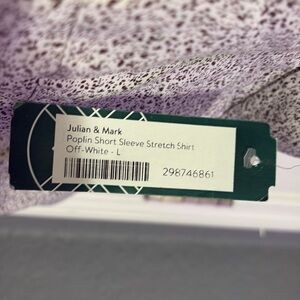 Julian & Mark
Poplin Short Sleeve Stretch Shirt
Off-White - L
298746861